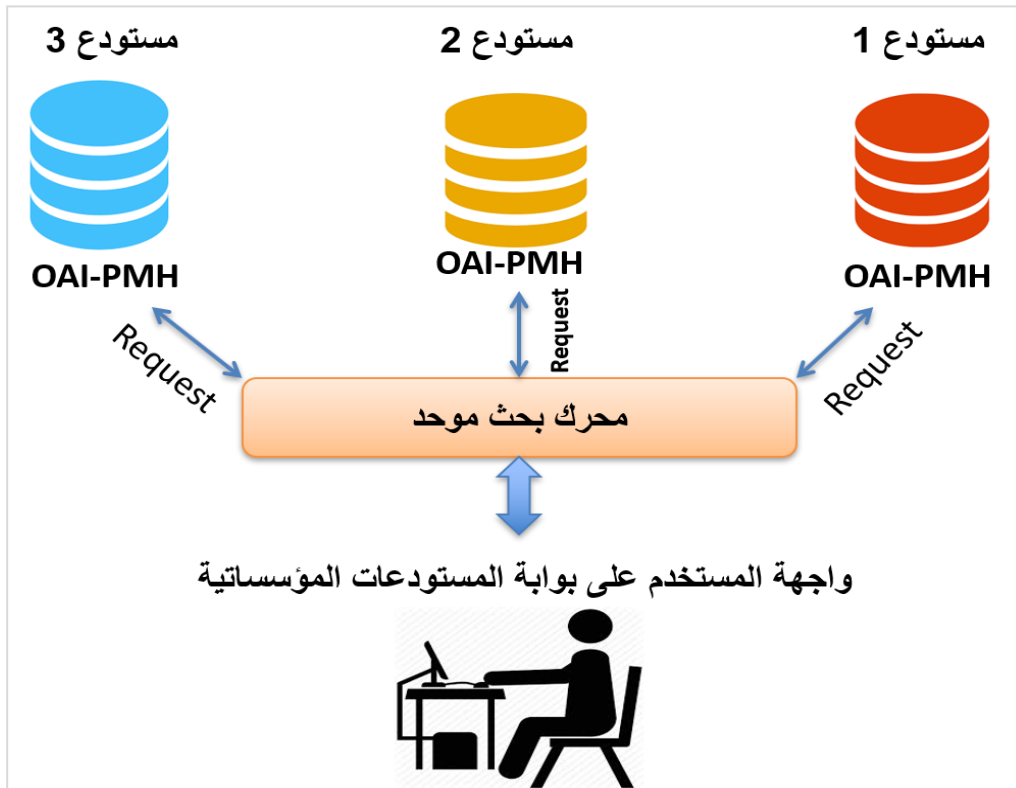 مستودع 1
مستودع 2
مستودع 3
OAI-PMH
OAI-PMH
OAI-PMH
Request
Request
Request
محرك بحث موحد
واجهة المستخدم على بوابة المستودعات المؤسساتية